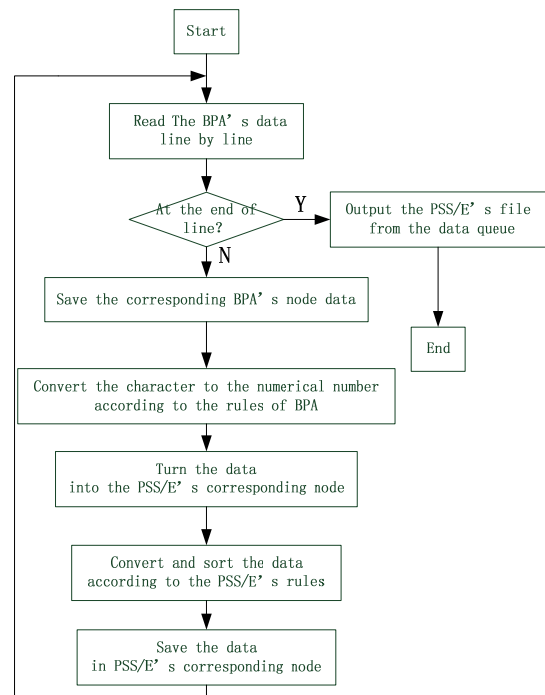 Start
Read The BPA’s data
line by line
At the end of
line?
Y
N
Output the PSS/E’s file
from the data queue
Save the corresponding BPA’s node data
End
Convert the character to the numerical number
according to the rules of BPA
Turn the data
into the PSS/E’s corresponding node
Convert and sort the data
according to the PSS/E’s rules
Save the data
in PSS/E’s corresponding node